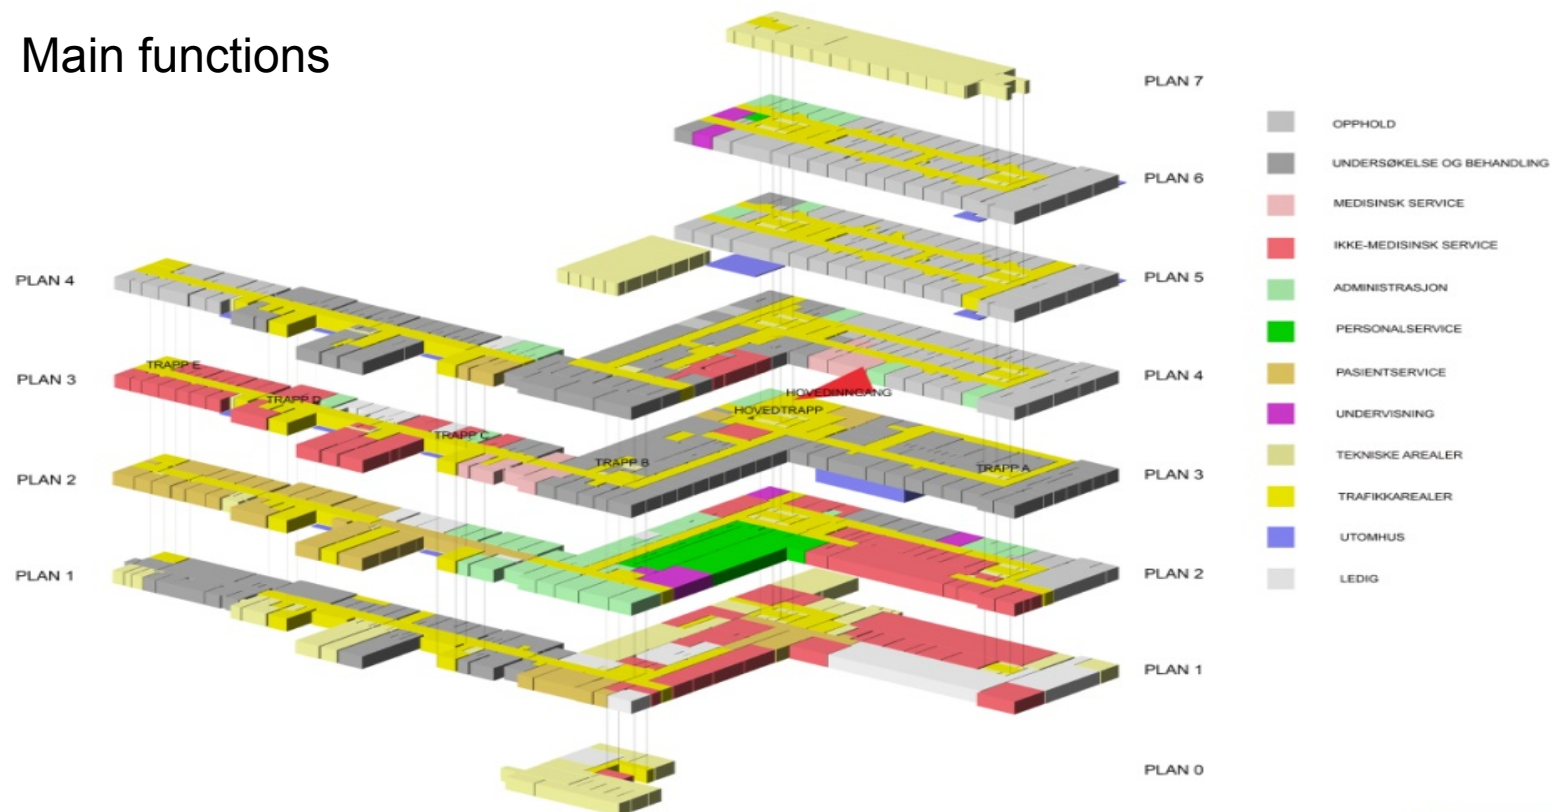 Main functions
PLAN 7
PLAN 6
PLAN 5
PLAN 4
PLAN 3
PLAN 2
PLAN 1
PLAN 0
PLAN 4
PLAN 3
PLAN 2
PLAN 1
TRAPP E
TRAPP D
TRAPP C
TRAPP B
HOVEDINNGANG
HOVEDTRAPP
TRAPP A
OPPHOLD
UNDERSØKELSE OG BEHANDLING
MEDISINSK SERVICE
IKKE-MEDISINSK SERVICE
ADMINISTRASJON
PERSONALSERVICE
PASIENTSERVICE
UNDERVISNING
TEKNISKE AREALER
TRAFIKKAREALER
UTOMHUS
LEDIG